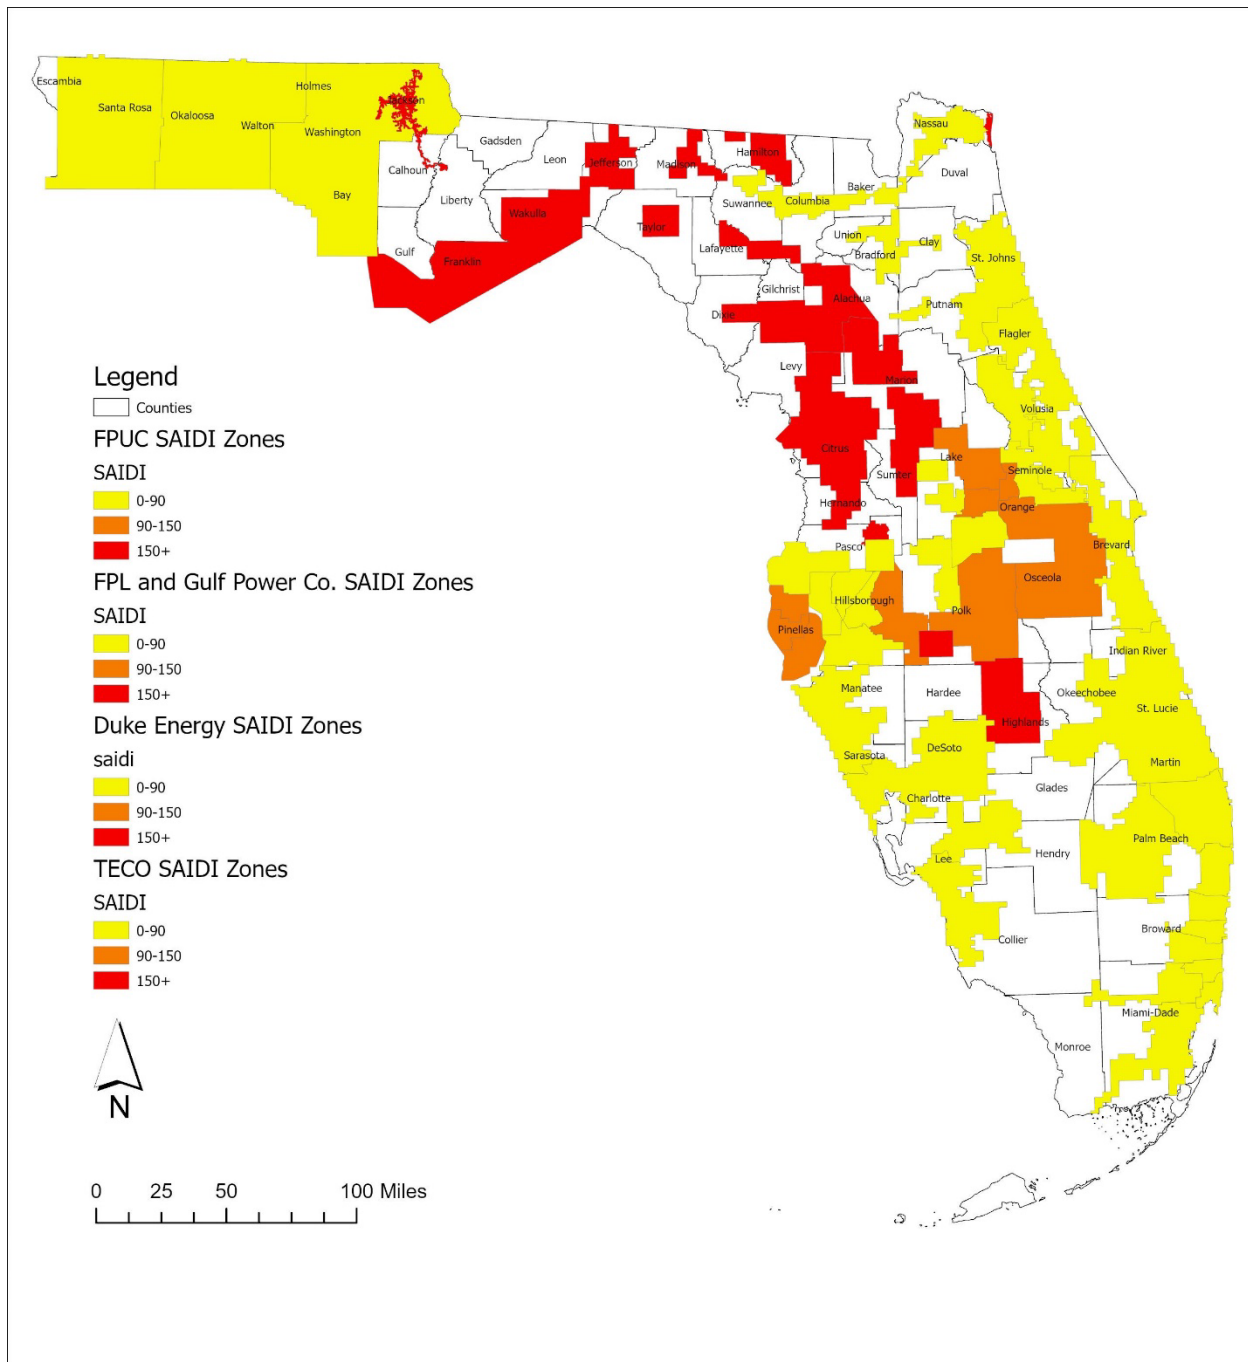 Escambia
Santa Rosa
Okaloosa
Walton
Holmes
Washington
Jackson
Bay
Calhoun
Gulf
Liberty
Gadsden
Leon
Wakulla
Franklin
Jefferson
Madison
Taylor
Hamilton
Suwannee
Lafayette
Columbia
Baker
Nassau
Duval
Union
Bradford
Clay
St. Johns
Gilchrist
Dixie
Alachua
Putnam
Flagler
Levy
Marion
Volusia
Citrus
Sumter
Lake
Seminole
Hernando
Orange
Pasco
Brevard
Osceola
Hillsborough
Pinellas
Polk
Indian River
Manatee
Hardee
Highlands
Okeechobee
St. Lucie
Sarasota
DeSoto
Martin
Charlotte
Glades
Palm Beach
Lee
Hendry
Collier
Broward
Miami-Dade
Monroe
Legend
Counties
FPUC SAIDI Zones
SAIDI
0-90
90-150
150+
FPL and Gulf Power Co. SAIDI Zones
SAIDI
0-90
90-150
150+
Duke Energy SAIDI Zones
saidi
0-90
90-150
150+
TECO SAIDI Zones
SAIDI
0-90
90-150
150+
N
0 25 50 100 Miles